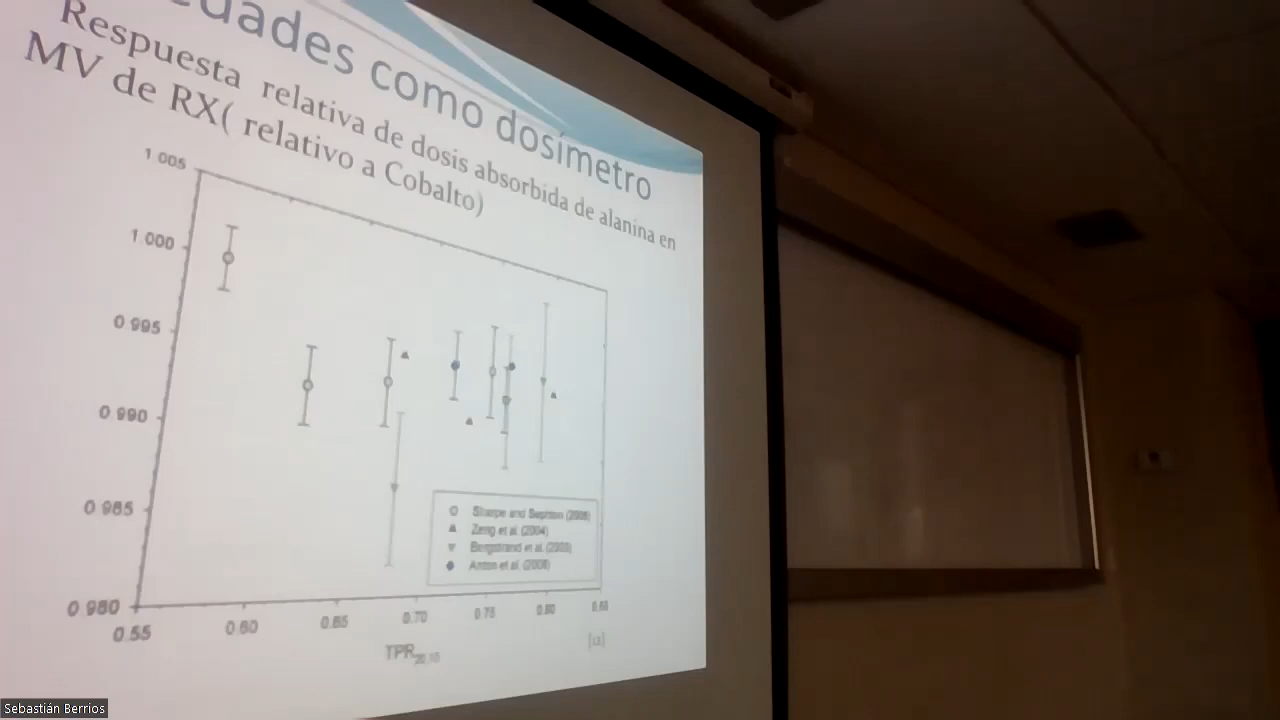 edades como dosímetro
Respuesta relativa de dosis absorbida de alanina en
MV de RX( relativo a Cobalto)
1 005
1 000
0 995
0 990
0 985
0 980
0.55
0.60
0.65
0.70
0.75
0.80
TPR20,10
Sharpe and Sephton (2006)
Zeng et al. (2004)
Bergstrand et al. (2003)
Anton et al. (2008)
Sebastián Berrios